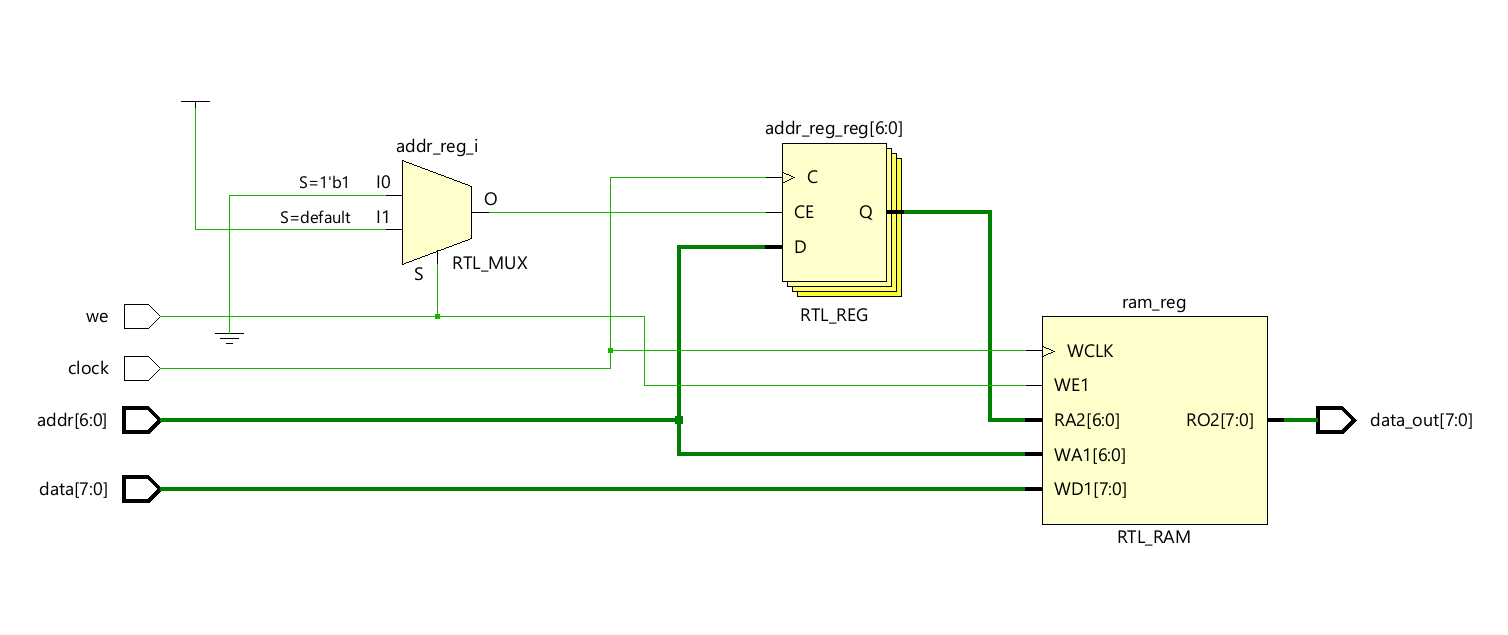 addr_reg_reg[6:0]
addr_reg_i
S=1'b1 I0
S=default I1
O
S
RTL_MUX
C
CE
Q
D
RTL_REG
we
clock
addr[6:0]
data[7:0]
ram_reg
WCLK
WE1
RA2[6:0]
RO2[7:0]
WA1[6:0]
WD1[7:0]
RTL_RAM
data_out[7:0]